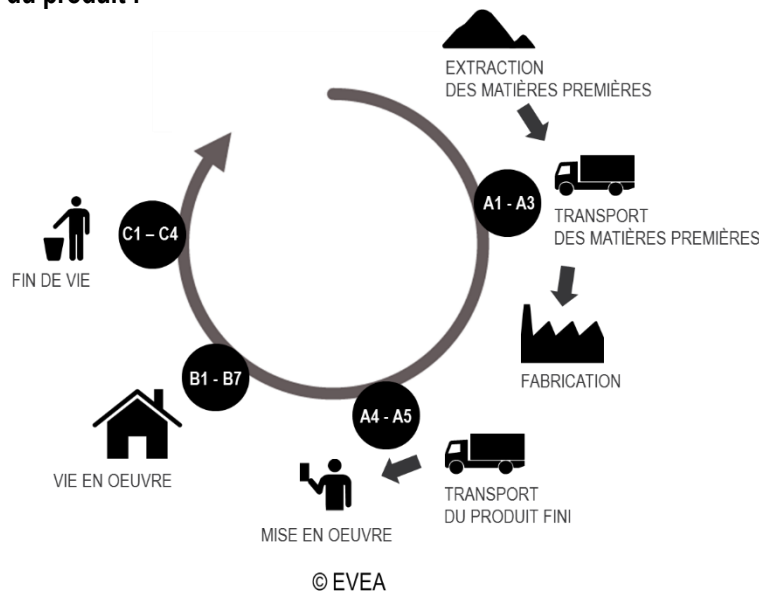 du produit :
EXTRACTION
DES MATIÈRES PREMIÈRES
A1 - A3
TRANSPORT
DES MATIÈRES PREMIÈRES
FABRICATION
A4 - A5
TRANSPORT
DU PRODUIT FINI
MISE EN OEUVRE
B1 - B7
VIE EN OEUVRE
C1 – C4
FIN DE VIE
© EVEA